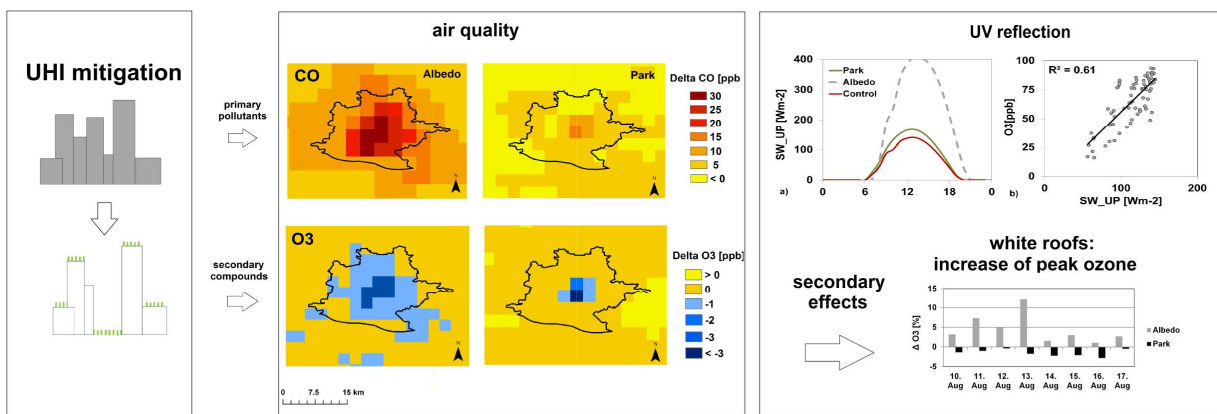 UHI mitigation
primary
pollutants
secondary
compounds
air quality
CO
Albedo
N
Park
N
Delta CO [ppb
30
25
20
15
10
5
< 0
O3
N
N
Delta O3 [ppb]
> 0
0
-1
-2
-3
< -3
0 7.5 15 km
UV reflection
400
300
200
100
0
SW_UP [Wm-2]
Park
Albedo
Control
a)
0 6 12 18 0
100
75
50
25
0
O3[ppb]
R² = 0.61
b)
0 100 200
SW_UP [Wm-2]
secondary
effects
white roofs:
increase of peak ozone
15
10
5
0
-5
Δ O3 [%]
Albedo
Park
10. 11. 12. 13. 14. 15. 16. 17.
Aug Aug Aug Aug Aug Aug Aug Aug